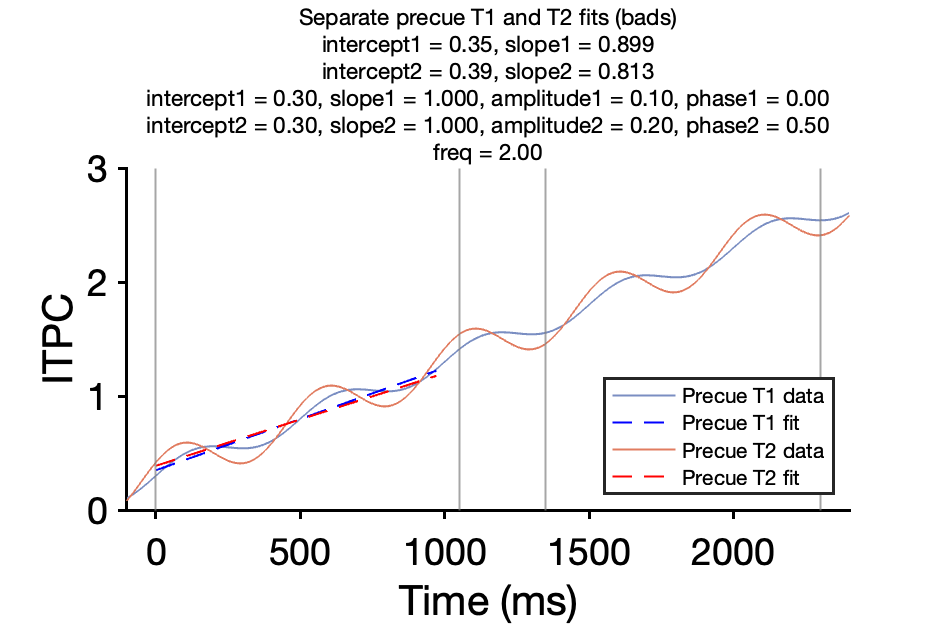 Separate precue T1 and T2 fits (bads)
intercept1 = 0.35, slope1 = 0.899
intercept2 = 0.39, slope2 = 0.813
intercept1 = 0.30, slope1 = 1.000, amplitude1 = 0.10, phase1 = 0.00
intercept2 = 0.30, slope2 = 1.000, amplitude2 = 0.20, phase2 = 0.50
freq = 2.00
3
2
1
0
ITPC
Precue T1 data
Precue T1 fit
Precue T2 data
Precue T2 fit
0 500 1000 1500 2000
Time (ms)